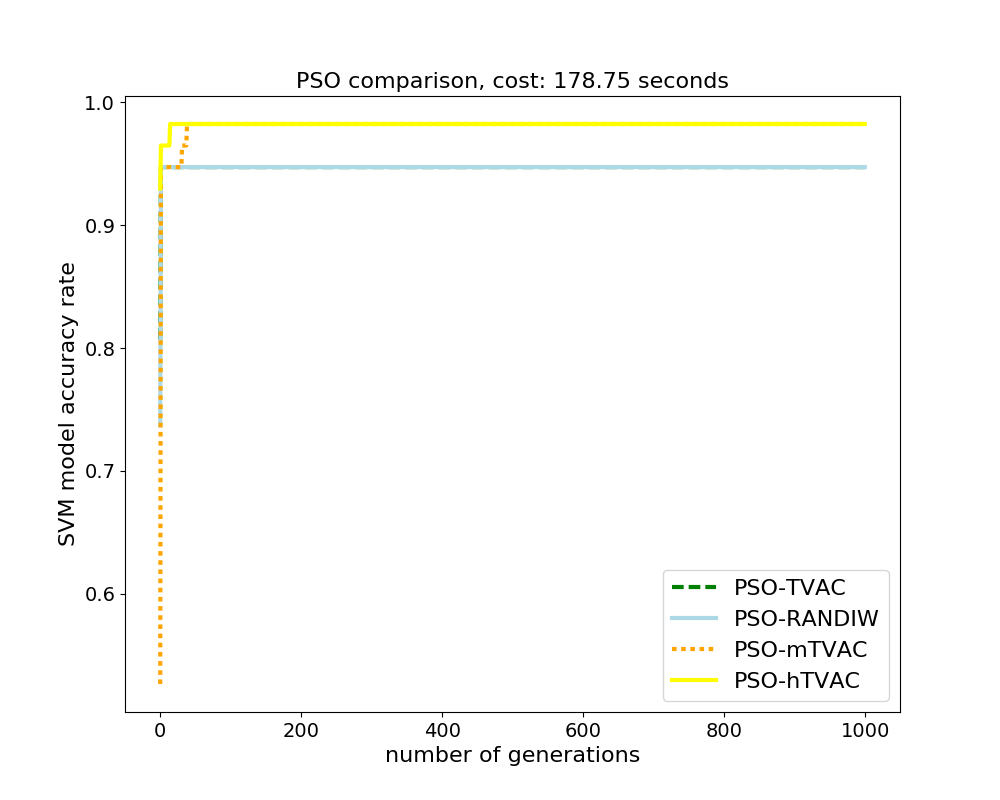 PSO comparison, cost: 178.75 seconds
1.0
0.9
0.8
0.7
0.6
SVM model accuracy rate
0 200 400 600 800 1000
number of generations
PSO-TVAC
PSO-RANDIW
PSO-mTVAC
PSO-hTVAC